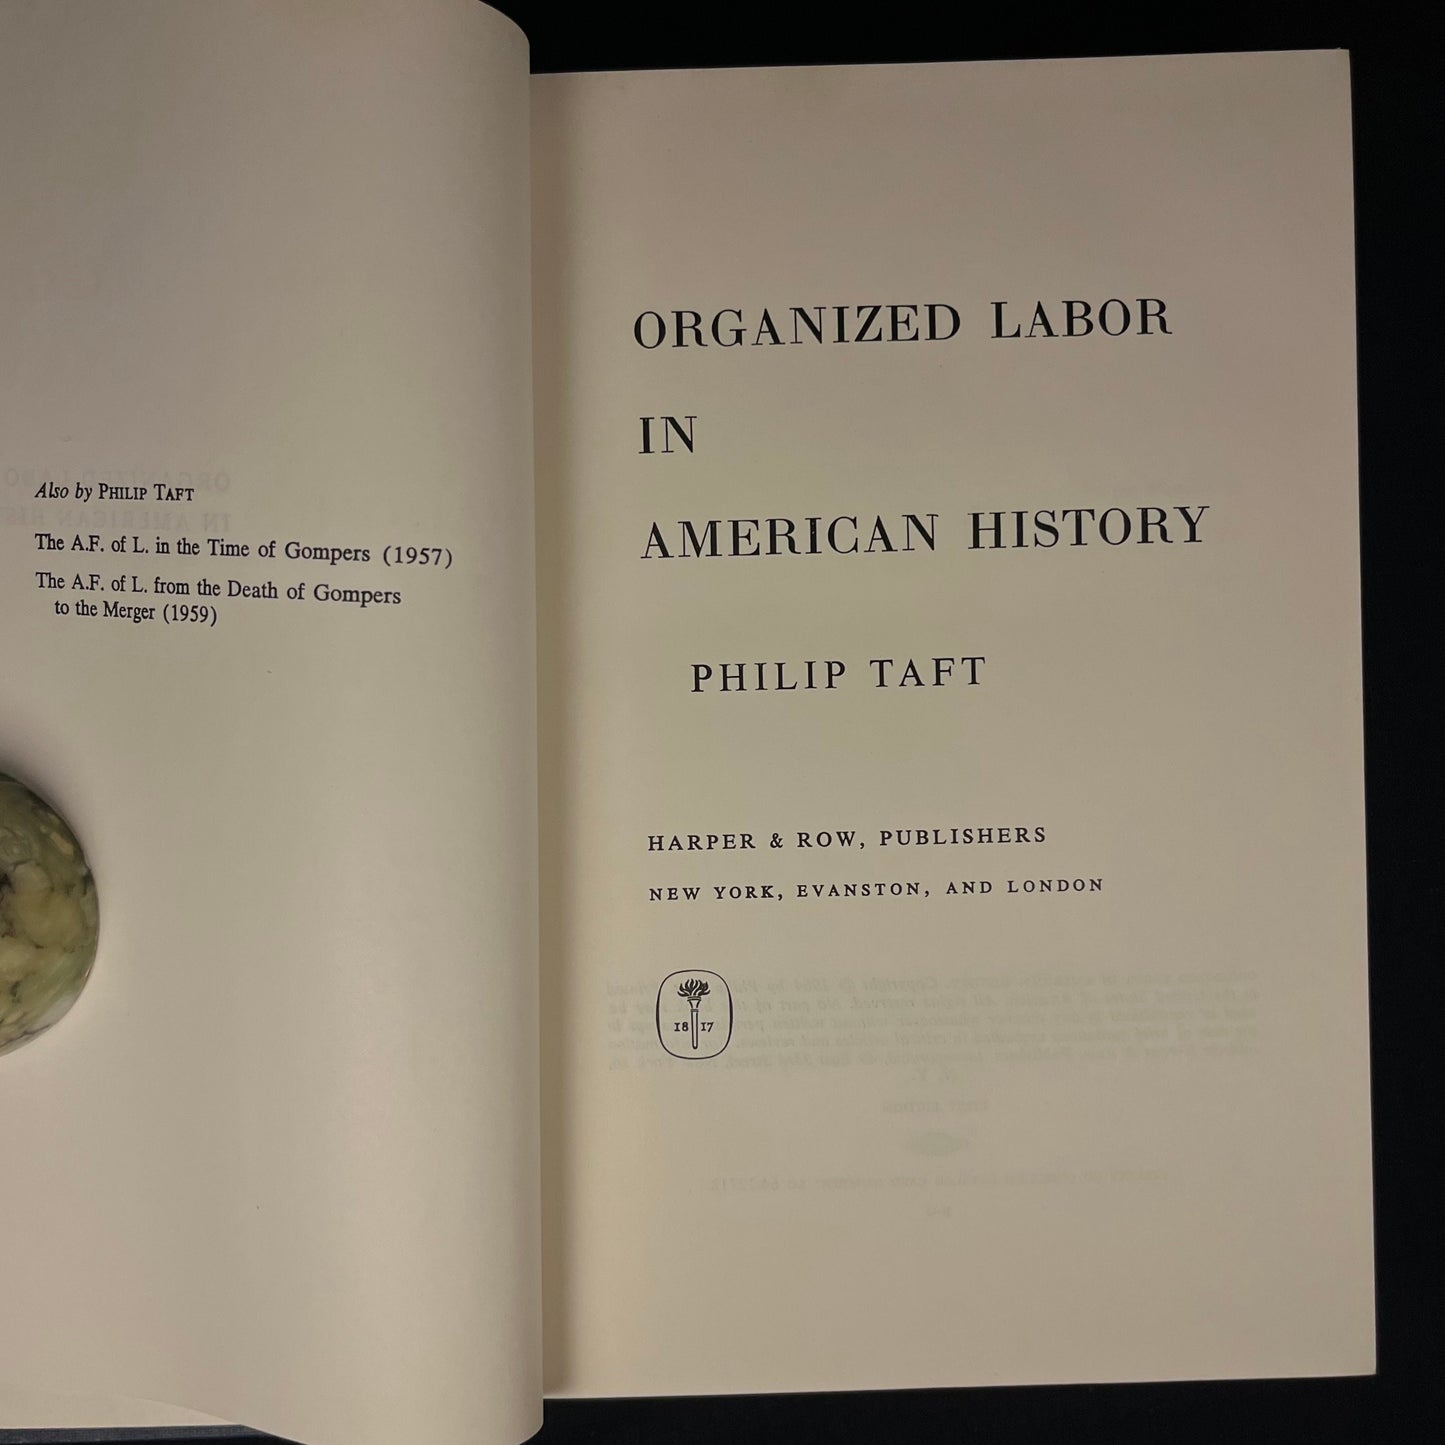 Also by PHILIP TAFT
The A.F. of L. in the Time of Gompers (1957)
The A.F. of L. from the Death of Gompers
to the Merger (1959)
ORGANIZED LABOR
IN
AMERICAN HISTORY
PHILIP TAFT
HARPER & ROW, PUBLISHERS
NEW YORK, EVANSTON, AND LONDON
18 17